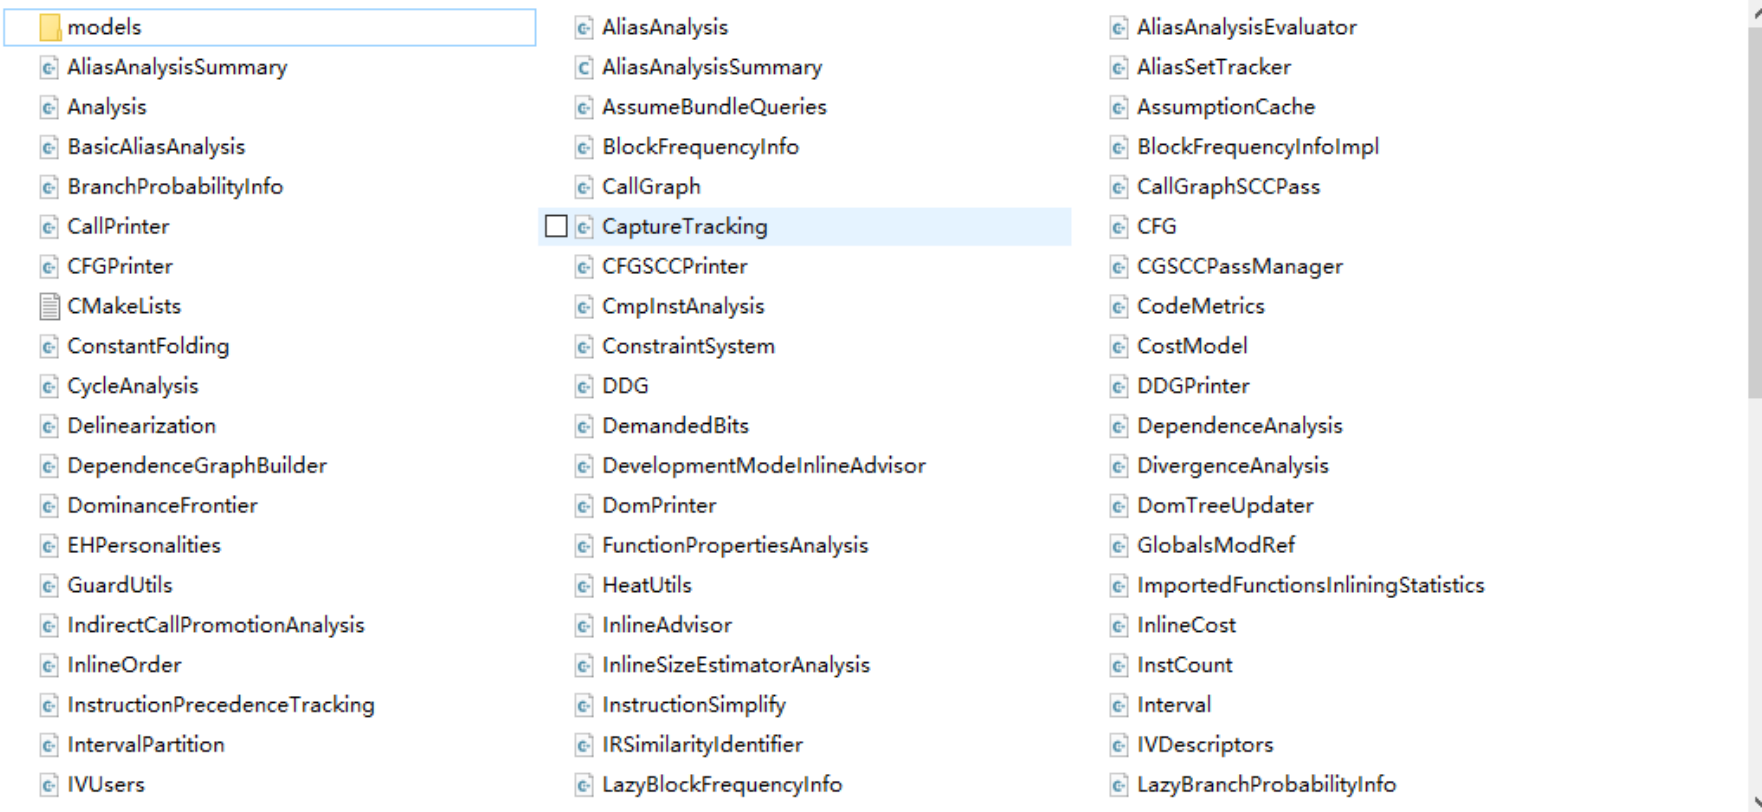 models AliasAnalysis AliasAnalysisEvaluator
AliasAnalysisSummary AliasAnalysisSummary AliasSetTracker
Analysis AssumeBundleQueries AssumptionCache
BasicAliasAnalysis BlockFrequencyInfo BlockFrequencyInfoImpl
BranchProbabilityInfo CallGraph CallGraphSCCPass
CallPrinter CaptureTracking CFG
CFGPrinter CFGSCCPrinter CGSCCPassManager
CMakeLists CmpInstAnalysis CodeMetrics
ConstantFolding ConstraintSystem CostModel
CycleAnalysis DDG DDGPrinter
Delinearization DemandedBits DependenceAnalysis
DependenceGraphBuilder DevelopmentModeInlineAdvisor DivergenceAnalysis
DominanceFrontier DomPrinter DomTreeUpdater
EHPersonalities FunctionPropertiesAnalysis GlobalsModRef
GuardUtils HeatUtils ImportedFunctionsInliningStatistics
IndirectCallPromotionAnalysis InlineAdvisor InlineCost
InlineOrder InlineSizeEstimatorAnalysis InstCount
InstructionPrecedenceTracking InstructionSimplify Interval
IntervalPartition IRSimilarityIdentifier IVDescriptors
IVUsers LazyBlockFrequencyInfo LazyBranchProbabilityInfo